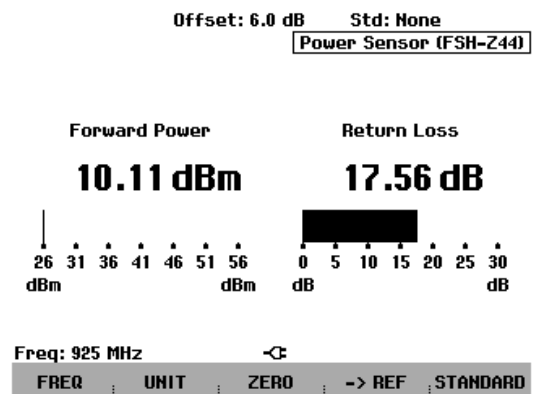 Offset: 6.0 dB Std: None
Power Sensor (FSH-Z44)
Forward Power Return Loss
10.11 dBm 17.56 dB
26 31 36 41 46 51 56 0 5 10 15 20 25 30
dBm dBm dB dB
Freq: 925 MHz
FREQ UNIT ZERO -> REF STANDARD